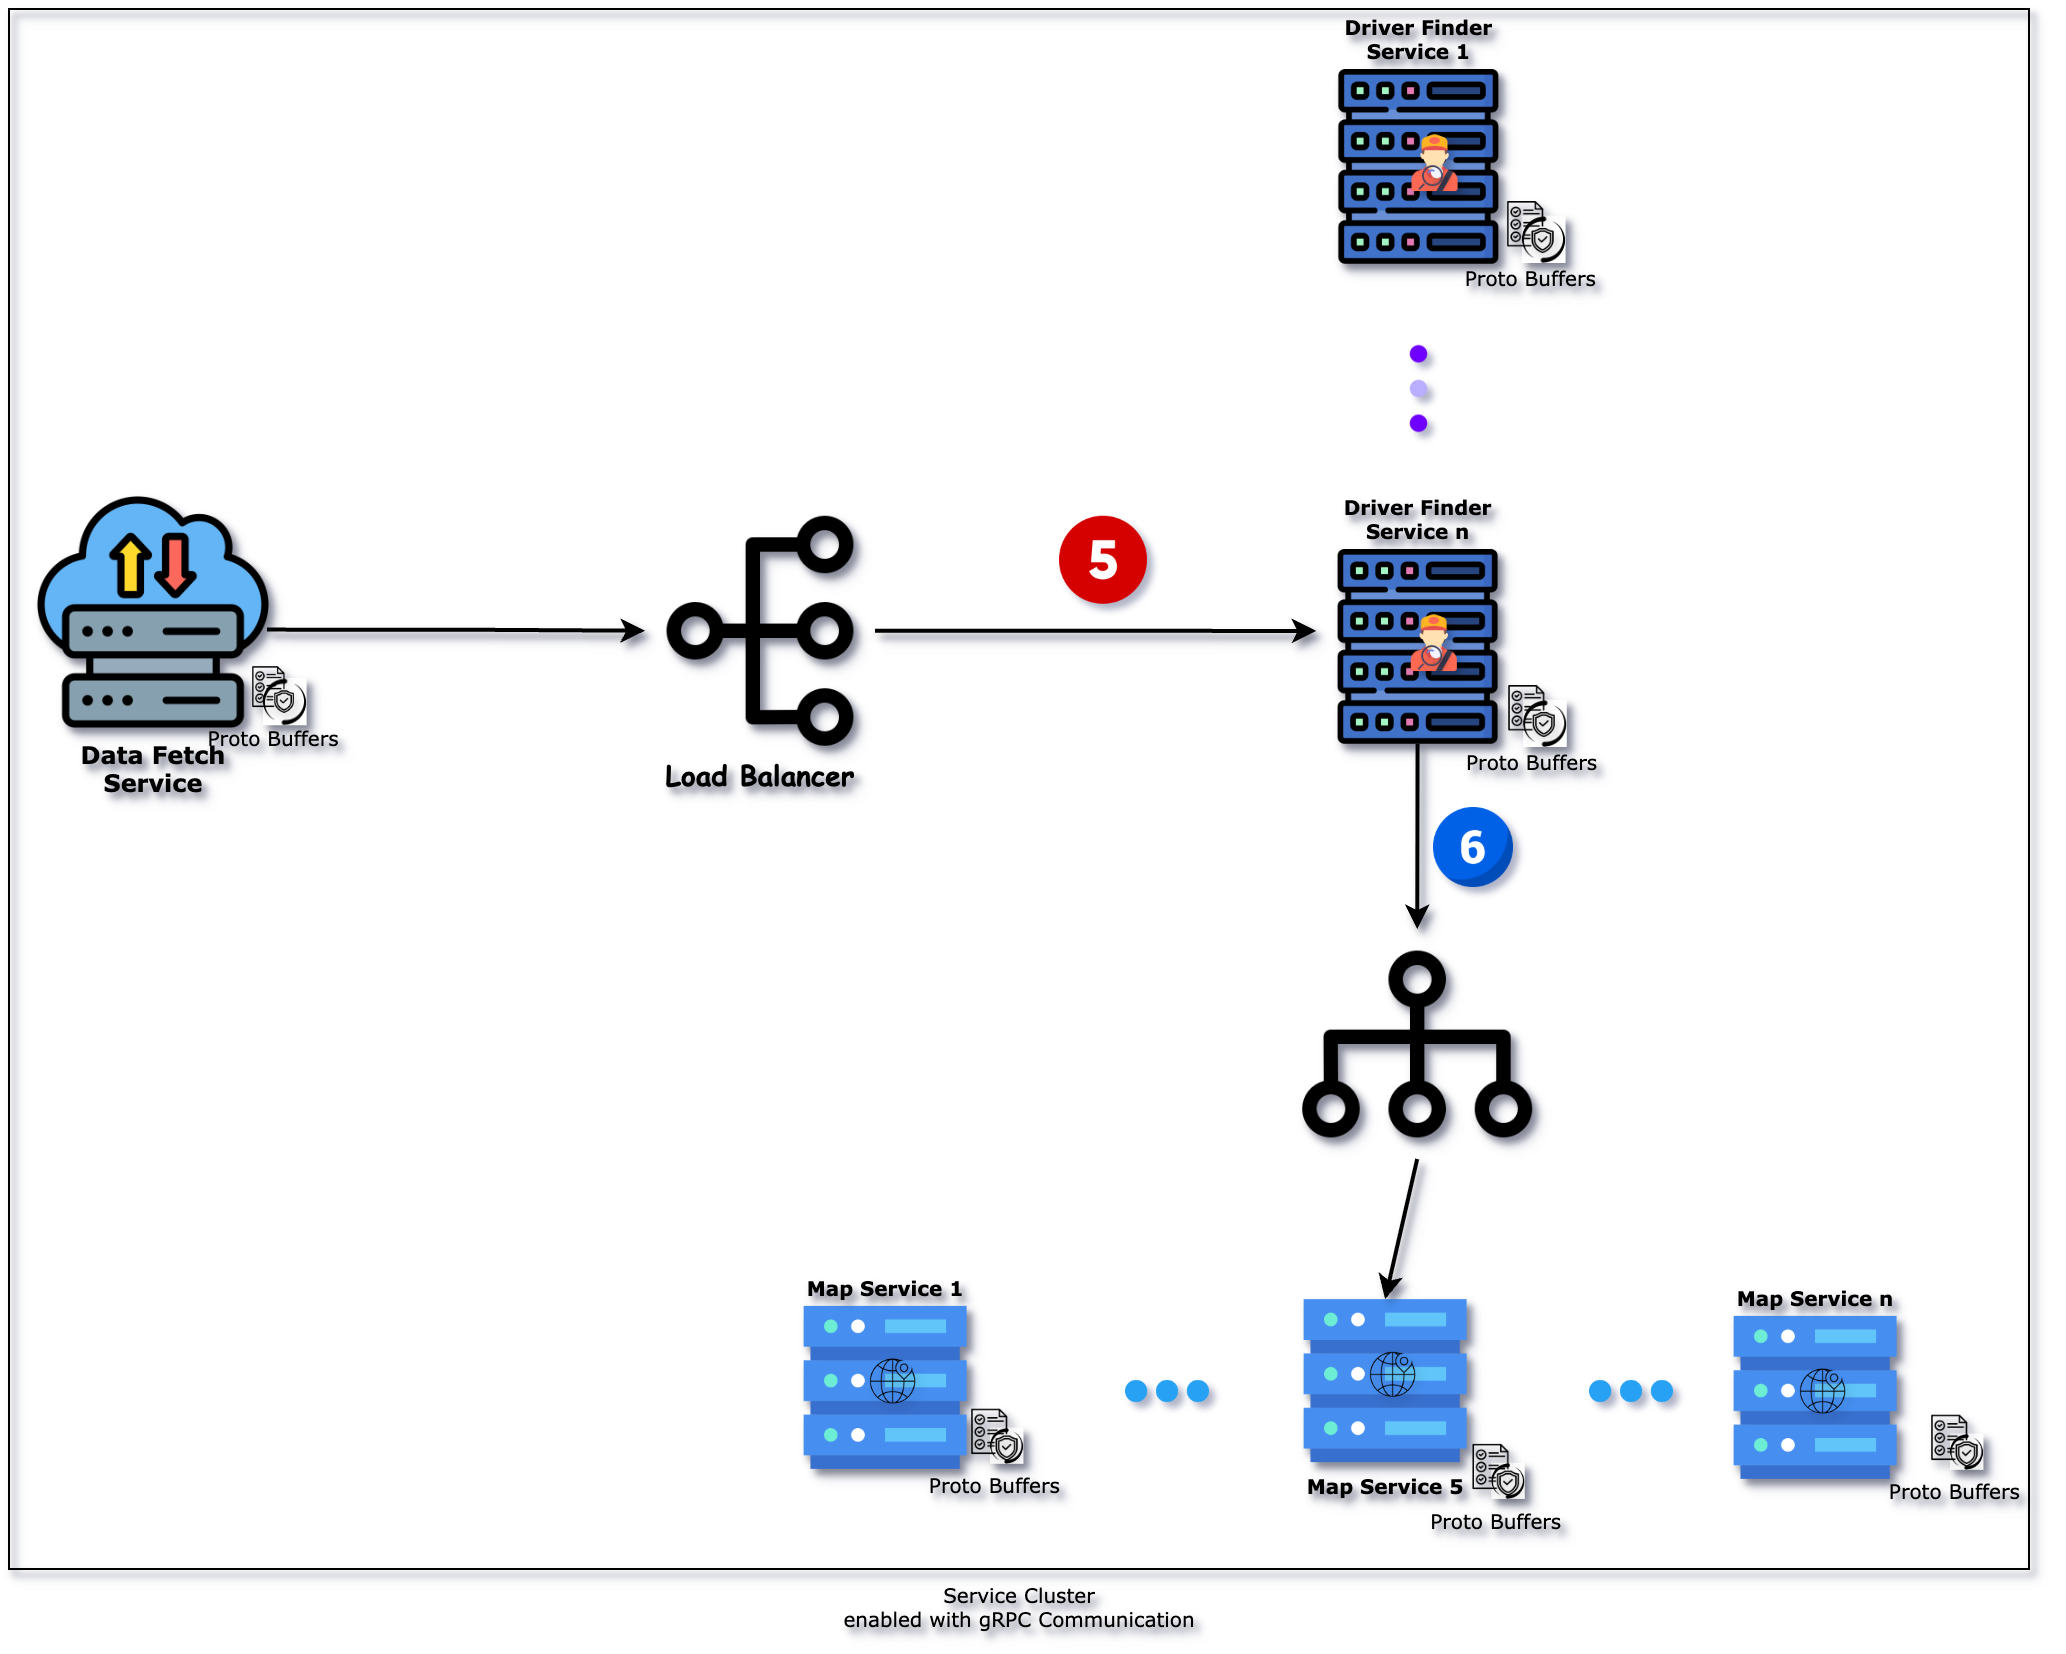 Driver Finder
Service 1
Proto Buffers
Driver Finder
Service n
5
Proto Buffers
Data Fetch
Service
Proto Buffers
Load Balancer
6
Map Service 1
Proto Buffers
Map Service 5
Proto Buffers
Map Service n
Proto Buffers
Service Cluster
enabled with gRPC Communication